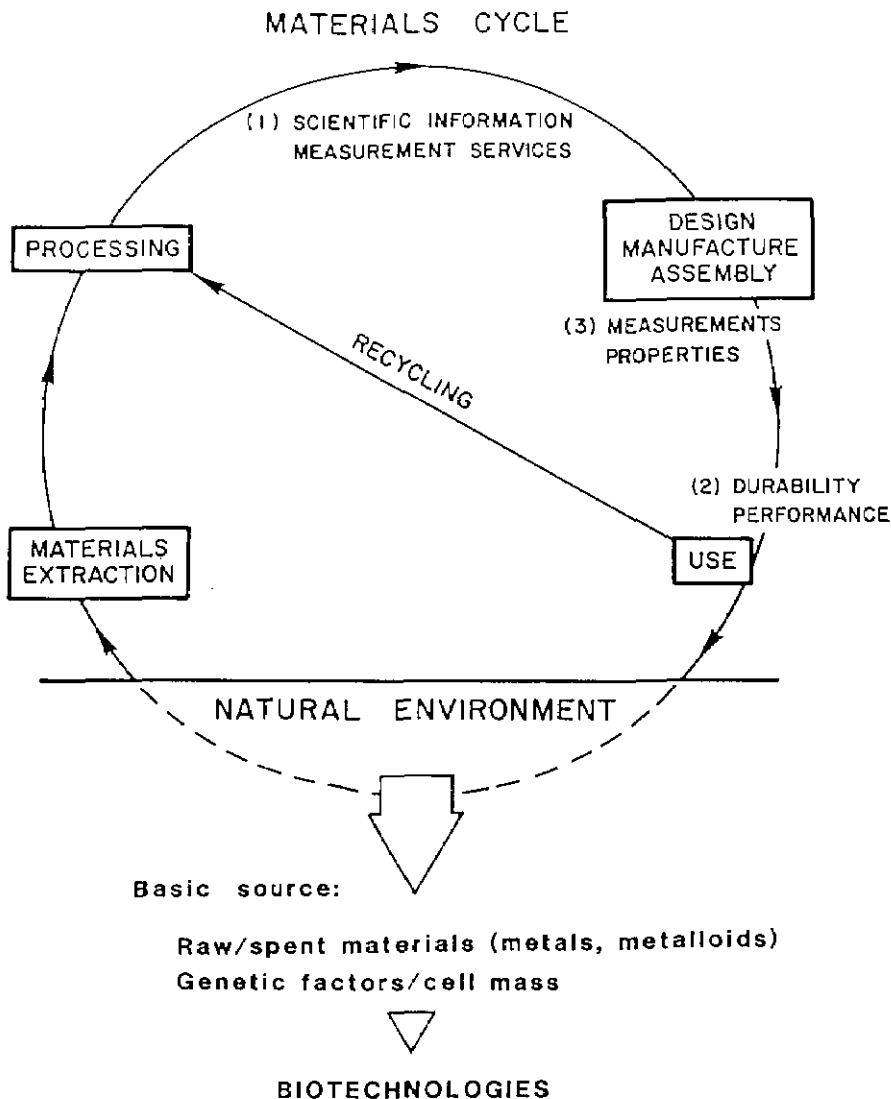 MATERIALS CYCLE
(1) SCIENTIFIC INFORMATION
MEASUREMENT SERVICES
PROCESSING
DESIGN
MANUFACTURE
ASSEMBLY
(3) MEASUREMENTS
PROPERTIES
RECYCLING
(2) DURABILITY
PERFORMANCE
MATERIALS
EXTRACTION
USE
NATURAL ENVIRONMENT
Basic source:
Raw/spent materials (metals, metalloids)
Genetic factors/cell mass
BIOTECHNOLOGIES